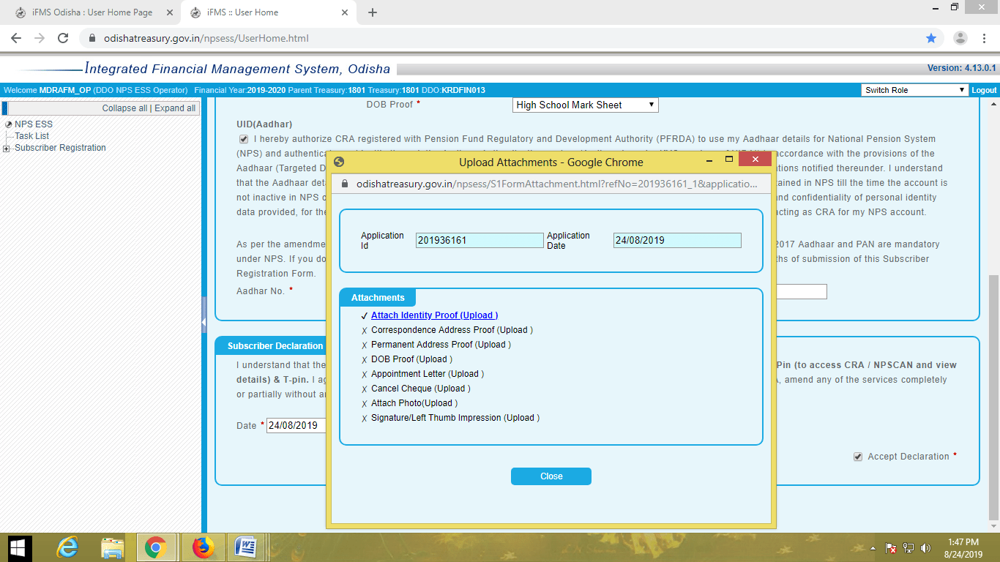 iFMS Odisha : User Home Page
iFMS :: User Home
odishatreasury.gov.in/npsess/UserHome.html
Integrated Financial Management System, Odisha
Version: 4.13.0.1
Welcome MDRAFM_OP (DDO NPS ESS Operator) Financial Year:2019-2020 Parent Treasury:1801 Treasury:1801 DDO:KRDFIN013
Switch Role
Logout
Collapse all | Expand all
NPS ESS
Task List
Subscriber Registration
DOB Proof *
High School Mark Sheet
UID(Aadhar)
I hereby authorize CRA registered with Pension Fund Regulatory and Development Authority (PFRDA) to use my Aadhaar details for National Pension System
(NPS) and authenticat
accordance with the provisions of the
Aadhaar (Targeted D
tions notified thereunder. I understand
that the Aadhaar deta
tained in NPS till the time the account is
not inactive in NPS o
and confidentiality of personal identity
data provided, for the
acting as CRA for my NPS account.
As per the amendme
2017 Aadhaar and PAN are mandatory
under NPS. If you do
ths of submission of this Subscriber
Registration Form.
Aadhar No. *
Subscriber Declaration
I understand that the
Pin (to access CRA / NPSCAN and view
details) & T-pin. I ag
A, amend any of the services completely
or partially without an
Date * 24/08/2019
Accept Declaration *
Upload Attachments - Google Chrome
odishatreasury.gov.in/npsess/S1FormAttachment.html?refNo=201936161_1&applicatio...
Application Id
201936161
Application Date
24/08/2019
Attachments
✓ Attach Identity Proof (Upload )
X Correspondence Address Proof (Upload )
X Permanent Address Proof (Upload )
X DOB Proof (Upload )
X Appointment Letter (Upload )
X Cancel Cheque (Upload )
X Attach Photo(Upload )
X Signature/Left Thumb Impression (Upload )
Close
1:47 PM
8/24/2019